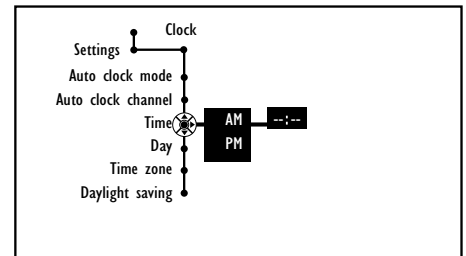 Clock
Settings
Auto clock mode
Auto clock channel
Time AM --:--
PM
Day
Time zone
Daylight saving